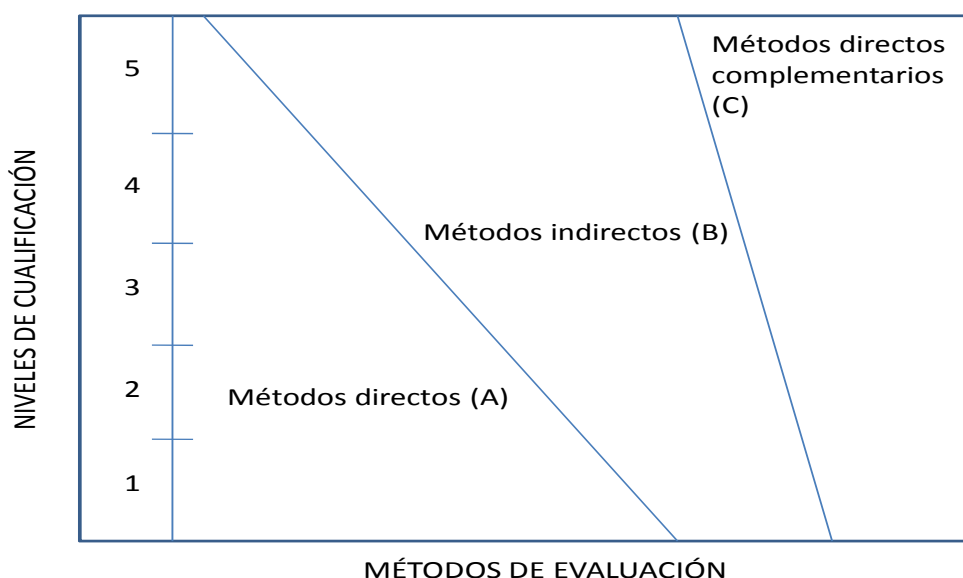 NIVELES DE CUALIFICACIÓN
5
4
3
2
1
Métodos directos
complementarios
(C)
Métodos indirectos (B)
Métodos directos (A)
MÉTODOS DE EVALUACIÓN